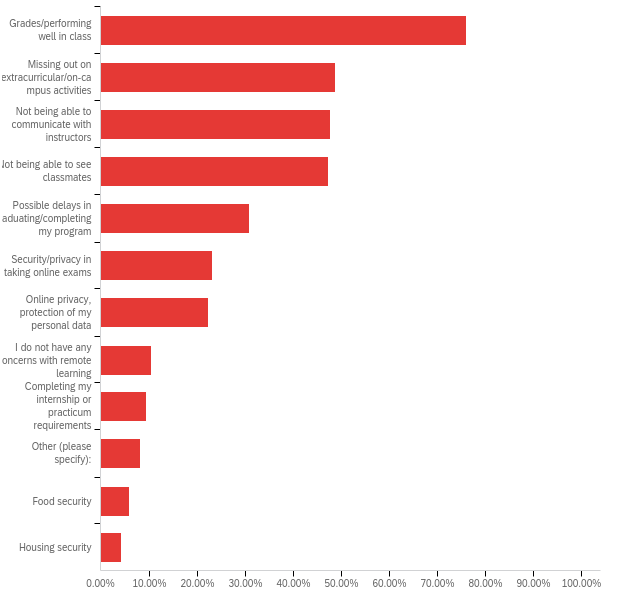 Grades/performing
well in class
Missing out on
extracurricular/on-ca
mpus activities
Not being able to
communicate with
instructors
ot being able to see
classmates
Possible delays in
aduating/completing
my program
Security/privacy in
taking online exams
Online privacy,
protection of my
personal data
I do not have any
oncerns with remote
learning
Completing my
internship or
practicum
requirements
Other (please
specify):
Food security
Housing security
0.00% 10.00% 20.00% 30.00% 40.00% 50.00% 60.00% 70.00% 80.00% 90.00% 100.00%